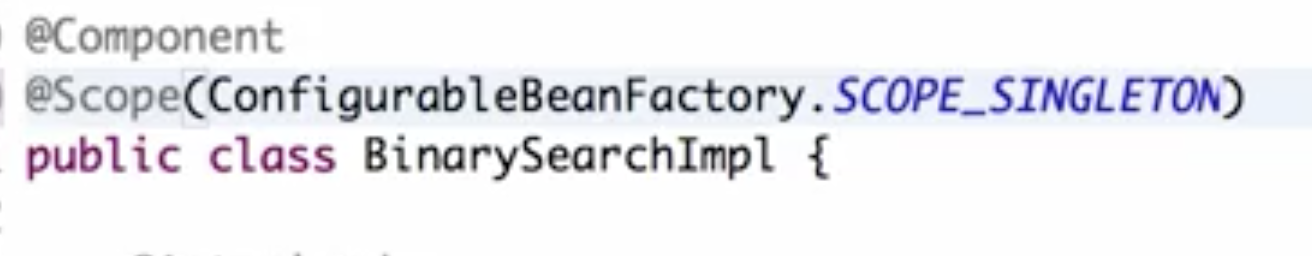 @Component
@Scope(ConfigurableBeanFactory.SCOPE_SINGLETON)
public class BinarySearchImpl {